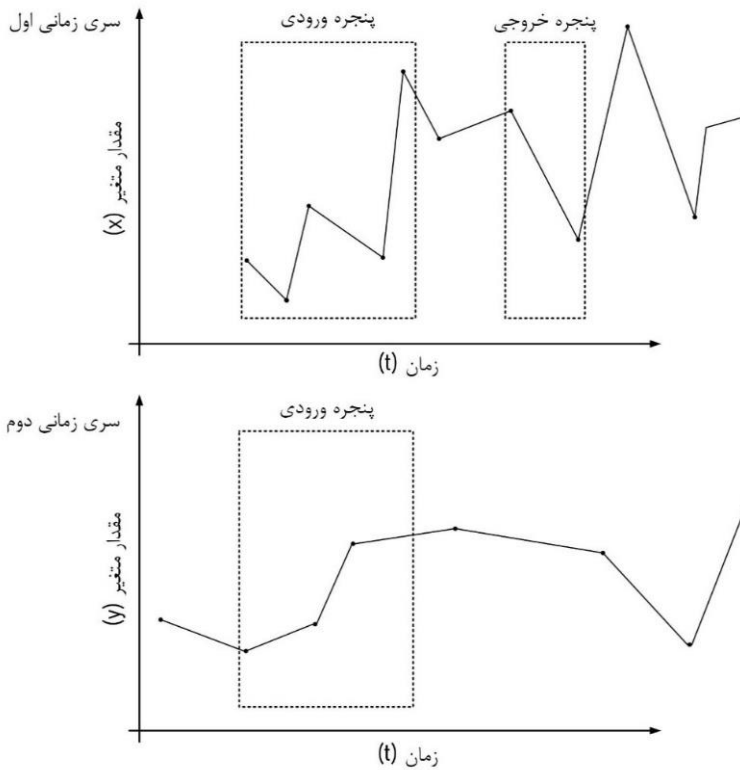 سری زمانی اول
پنجره ورودی
پنجره خروجی
مقدار متغیر (x)
زمان (t)
سری زمانی دوم
پنجره ورودی
مقدار متغیر (y)
زمان (t)